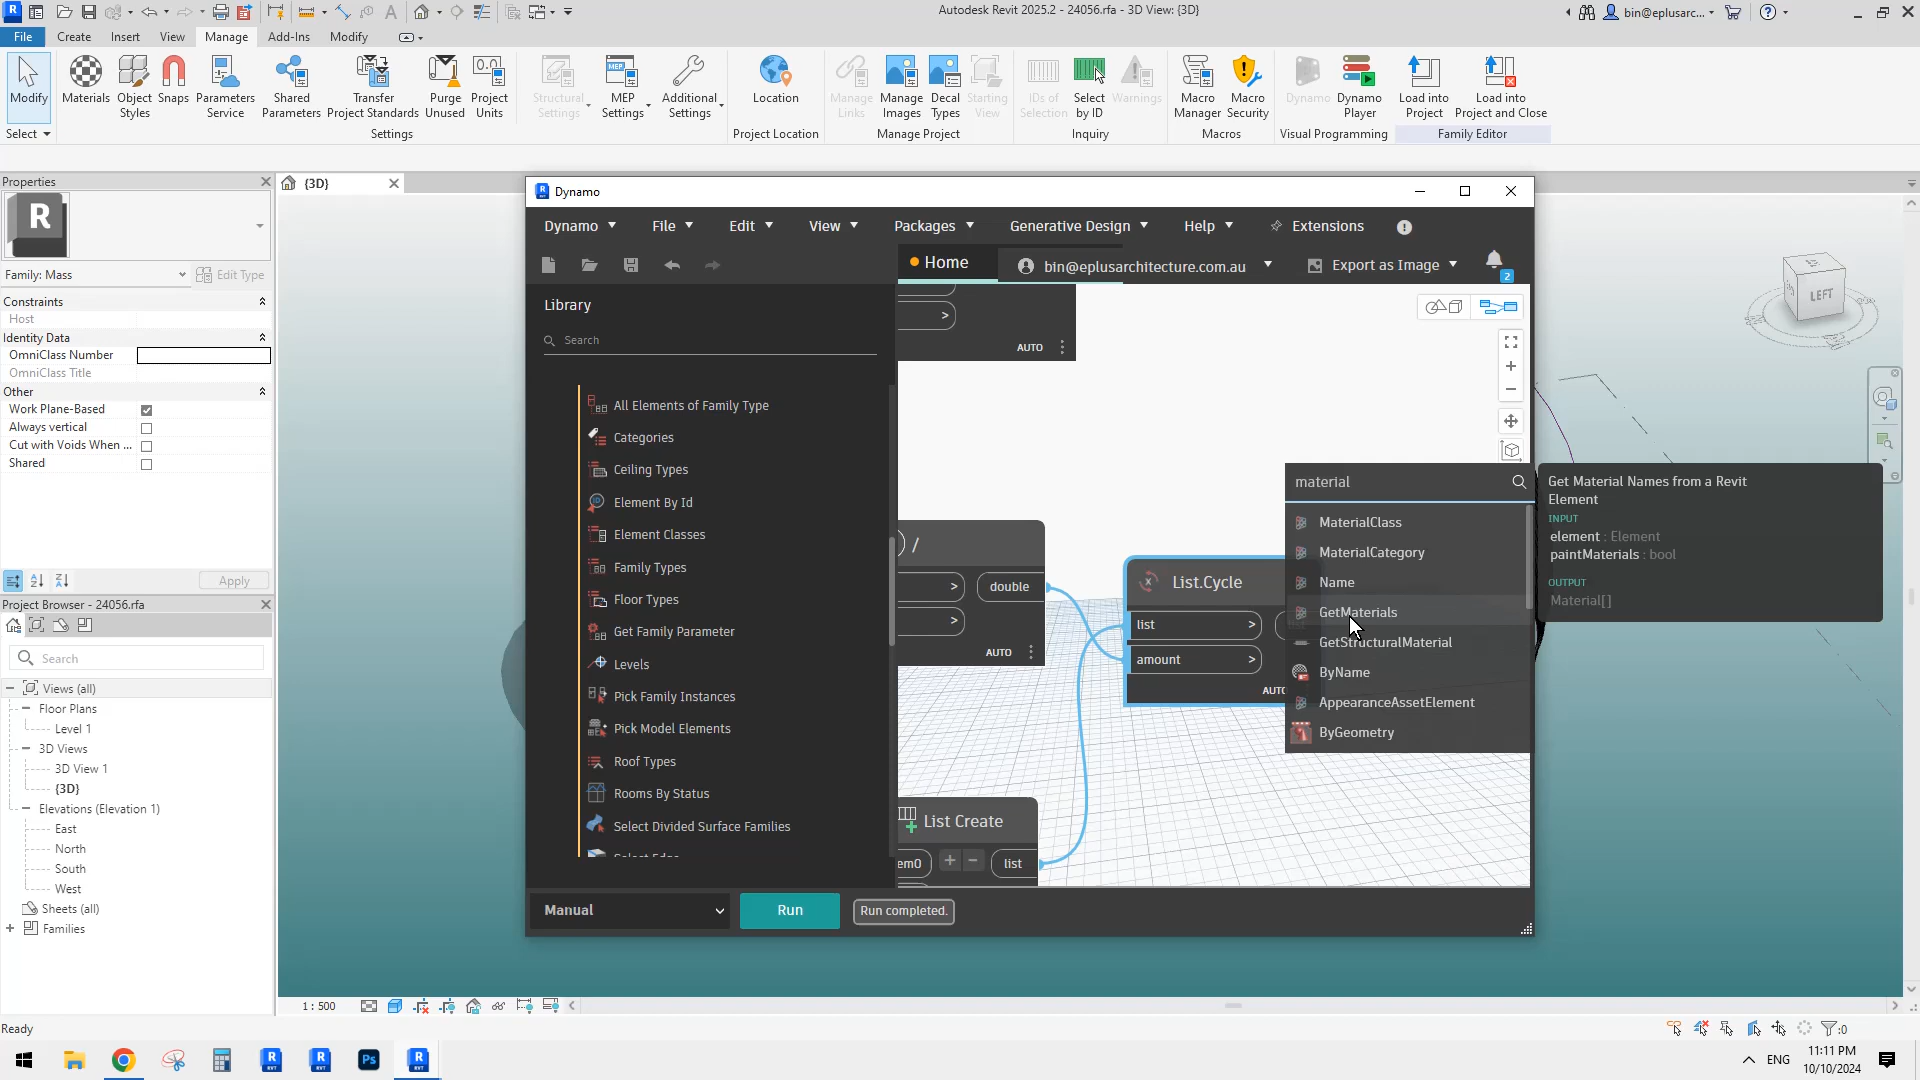 Autodesk Revit 2025.2 - 24056.rfa - 3D View: {3D}
bin@eplusarc...
File Create Insert View Manage Add-Ins Modify
Modify
Materials
Object Styles
Snaps
Parameters Service
Shared Parameters
Transfer Project Standards
Purge Unused
Project Units
Structural Settings
MEP Settings
Additional Settings
Location
Manage Links
Manage Images
Decal Types
Starting View
IDs of Selection
Select by ID
Warnings
Macro Manager
Macro Security
Dynamo
Dynamo Player
Load into Project
Load into Project and Close
Select
Settings
Project Location
Manage Project
Inquiry
Macros
Visual Programming
Family Editor
Properties
{3D}
R
Family: Mass
Edit Type
Constraints
Host
Identity Data
OmniClass Number
OmniClass Title
Other
Work Plane-Based
Always vertical
Cut with Voids When ...
Shared
Apply
Project Browser - 24056.rfa
Search
Views (all)
Floor Plans
Level 1
3D Views
3D View 1
{3D}
Elevations (Elevation 1)
East
North
South
West
Sheets (all)
Families
Dynamo
Dynamo File Edit View Packages Generative Design Help Extensions
Home
bin@eplusarchitecture.com.au
Export as Image
2
Library
Search
All Elements of Family Type
Categories
Ceiling Types
Element By Id
Element Classes
Family Types
Floor Types
Get Family Parameter
Levels
Pick Family Instances
Pick Model Elements
Roof Types
Rooms By Status
Select Divided Surface Families
Select Edge
>
AUTO
/
> double
>
AUTO
List.Cycle
list >
amount >
AUTO
List Create
em0 + - list
material
MaterialClass
MaterialCategory
Name
GetMaterials
GetStructuralMaterial
ByName
AppearanceAssetElement
ByGeometry
Get Material Names from a Revit
Element
INPUT
element : Element
paintMaterials : bool
OUTPUT
Material[]
LEFT
Manual
Run
Run completed.
1 : 500
Ready
:0
Ps
ENG
11:11 PM
10/10/2024